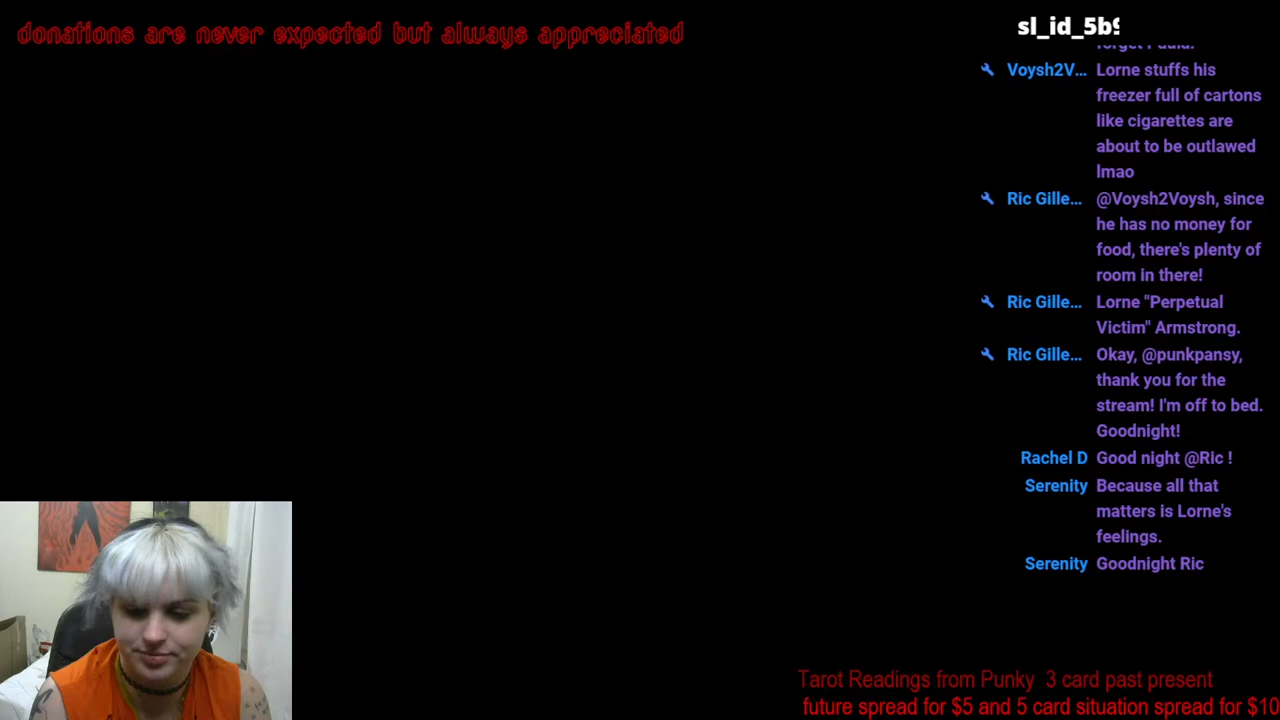 donations are never expected but always appreciated
sl_id_5b9
Voysh2V... Lorne stuffs his
freezer full of cartons
like cigarettes are
about to be outlawed
lmao
Ric Gille... @Voysh2Voysh, since
he has no money for
food, there's plenty of
room in there!
Ric Gille... Lorne "Perpetual
Victim" Armstrong.
Ric Gille... Okay, @punkpansy,
thank you for the
stream! I'm off to bed.
Goodnight!
Rachel D Good night @Ric !
Serenity Because all that
matters is Lorne's
feelings.
Serenity Goodnight Ric
Tarot Readings from Punky 3 card past present
future spread for $5 and 5 card situation spread for $10